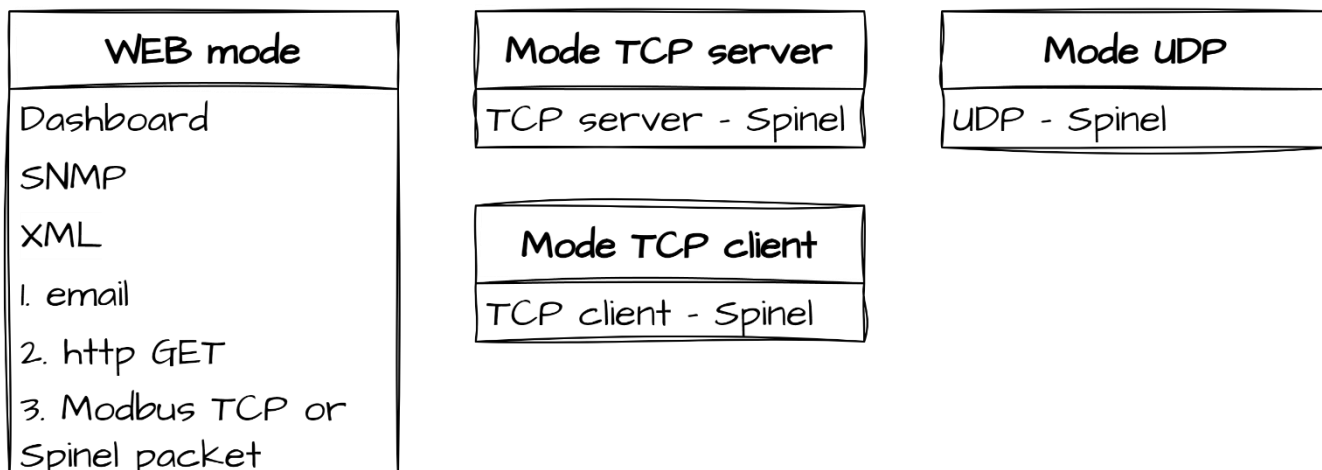 WEB mode
Dashboard
SNMP
XML
1. email
2. http GET
3. Modbus TCP or
Spinel packet
Mode TCP server
TCP server - Spinel
Mode TCP client
TCP client - Spinel
Mode UDP
UDP - Spinel